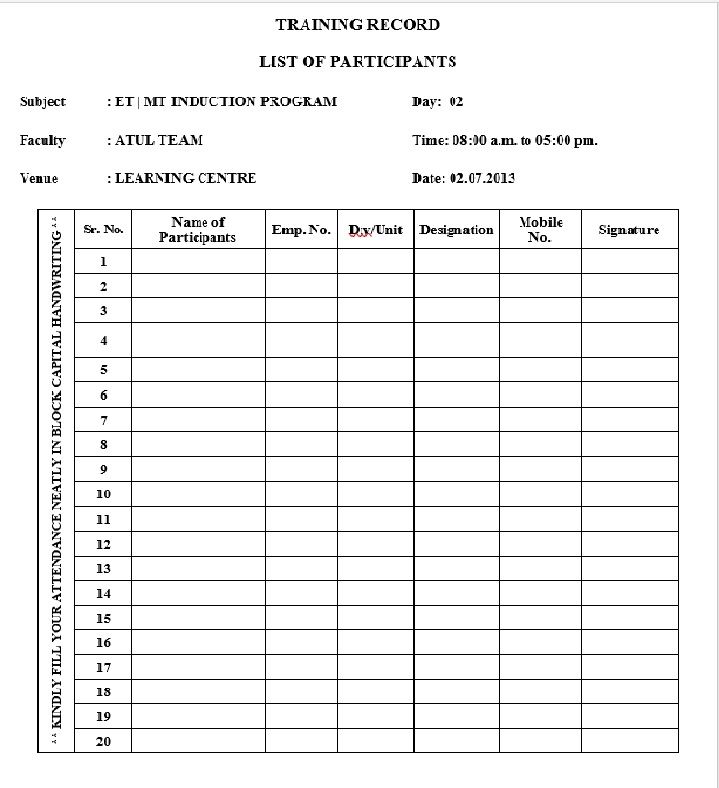 TRAINING RECORD
LIST OF PARTICIPANTS
Subject : ET | MT INDUCTION PROGRAM Day: 02
Faculty : ATUL TEAM Time: 08:00 a.m. to 05:00 pm.
Venue : LEARNING CENTRE Date: 02.07.2013
** KINDLY FILL YOUR ATTENDANCE NEATLY IN BLOCK CAPITAL HANDWRITING **
Sr. No. Name of Participants Emp. No. Div/Unit Designation Mobile No. Signature
1
2
3
4
5
6
7
8
9
10
11
12
13
14
15
16
17
18
19
20